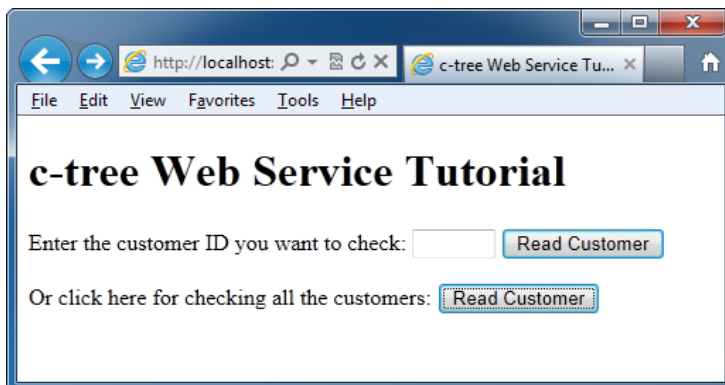 http://localhost:
c-tree Web Service Tu...
File Edit View Favorites Tools Help
c-tree Web Service Tutorial
Enter the customer ID you want to check: Read Customer
Or click here for checking all the customers: Read Customer